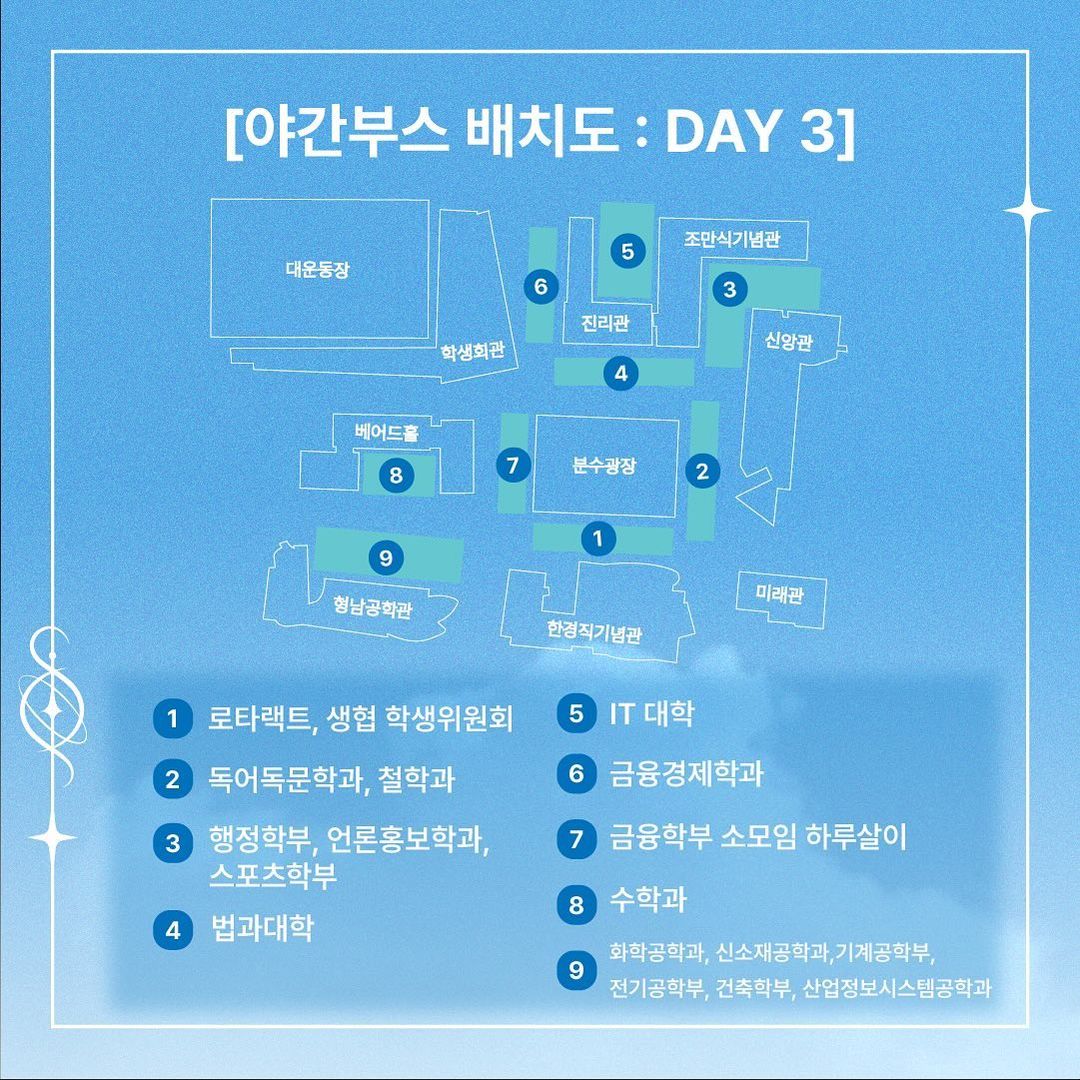 [야간부스 배치도 : DAY 3]
대운동장
학생회관
6
5
조만식기념관
3
진리관
신앙관
4
베어드홀
8
7
분수광장
2
1
9
형남공학관
한경직기념관
미래관
1 로타랙트, 생협 학생위원회
2 독어독문학과, 철학과
3 행정학부, 언론홍보학과,
스포츠학부
4 법과대학
5 IT 대학
6 금융경제학과
7 금융학부 소모임 하루살이
8 수학과
9 화학공학과, 신소재공학과,기계공학부,
전기공학부, 건축학부, 산업정보시스템공학과